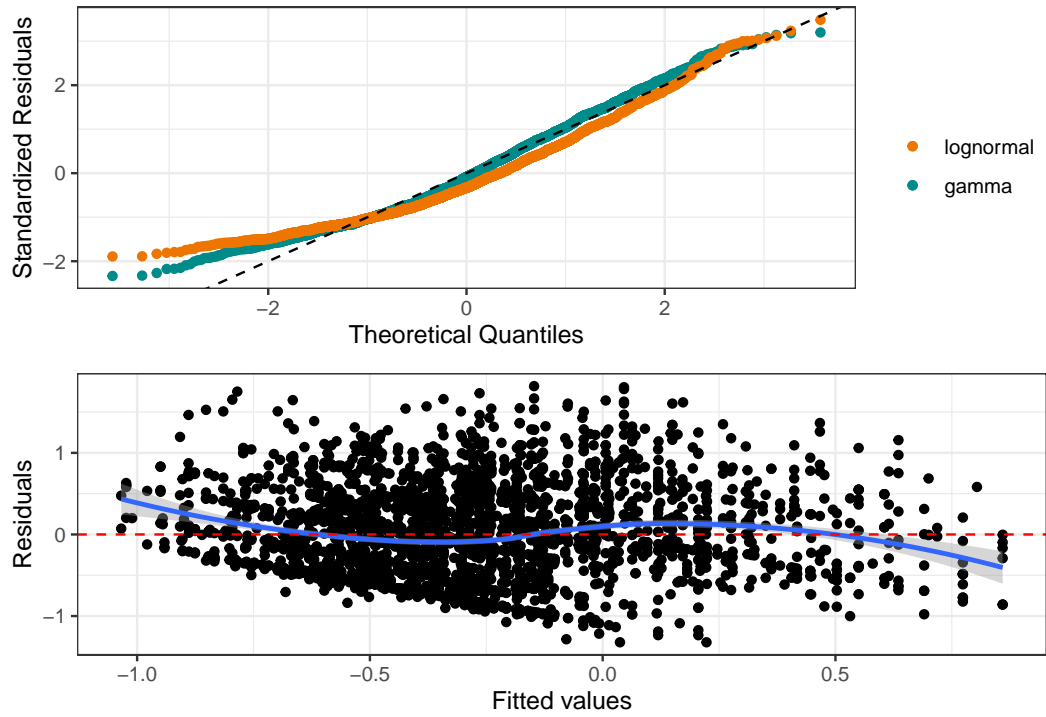 Standardized Residuals
2
0
−2
−2
0
2
Theoretical Quantiles
lognormal
gamma
Residuals
1
0
−1
−1.0
−0.5
0.0
0.5
Fitted values